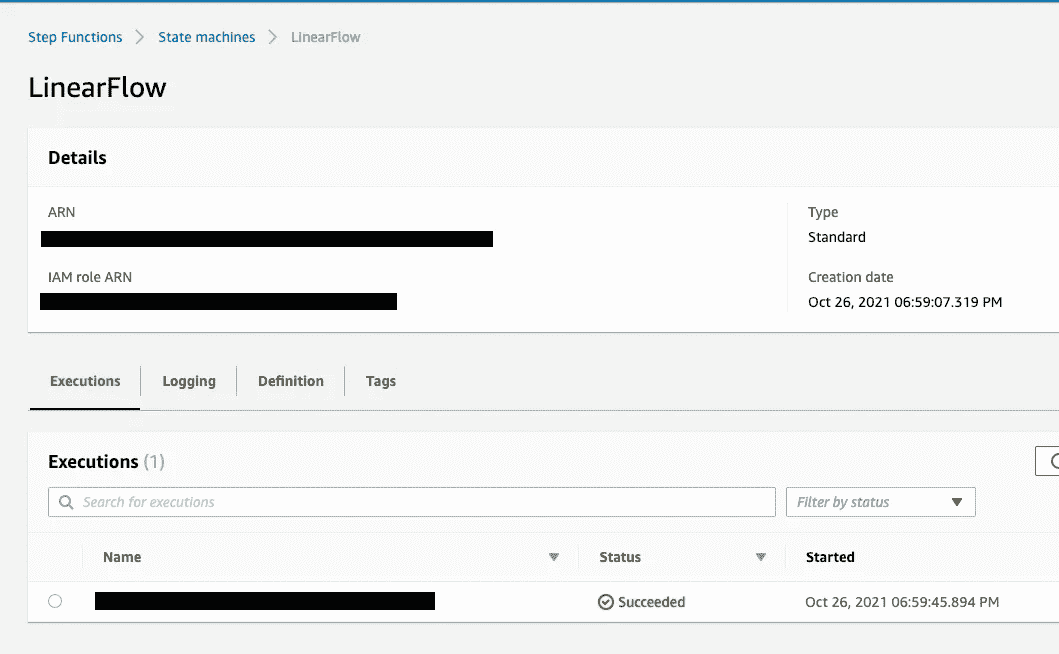 Step Functions > State machines > LinearFlow
LinearFlow
Details
ARN
IAM role ARN
Type
Standard
Creation date
Oct 26, 2021 06:59:07.319 PM
Executions Logging Definition Tags
Executions (1)
Search for executions Filter by status
Name Status Started
Succeeded Oct 26, 2021 06:59:45.894 PM